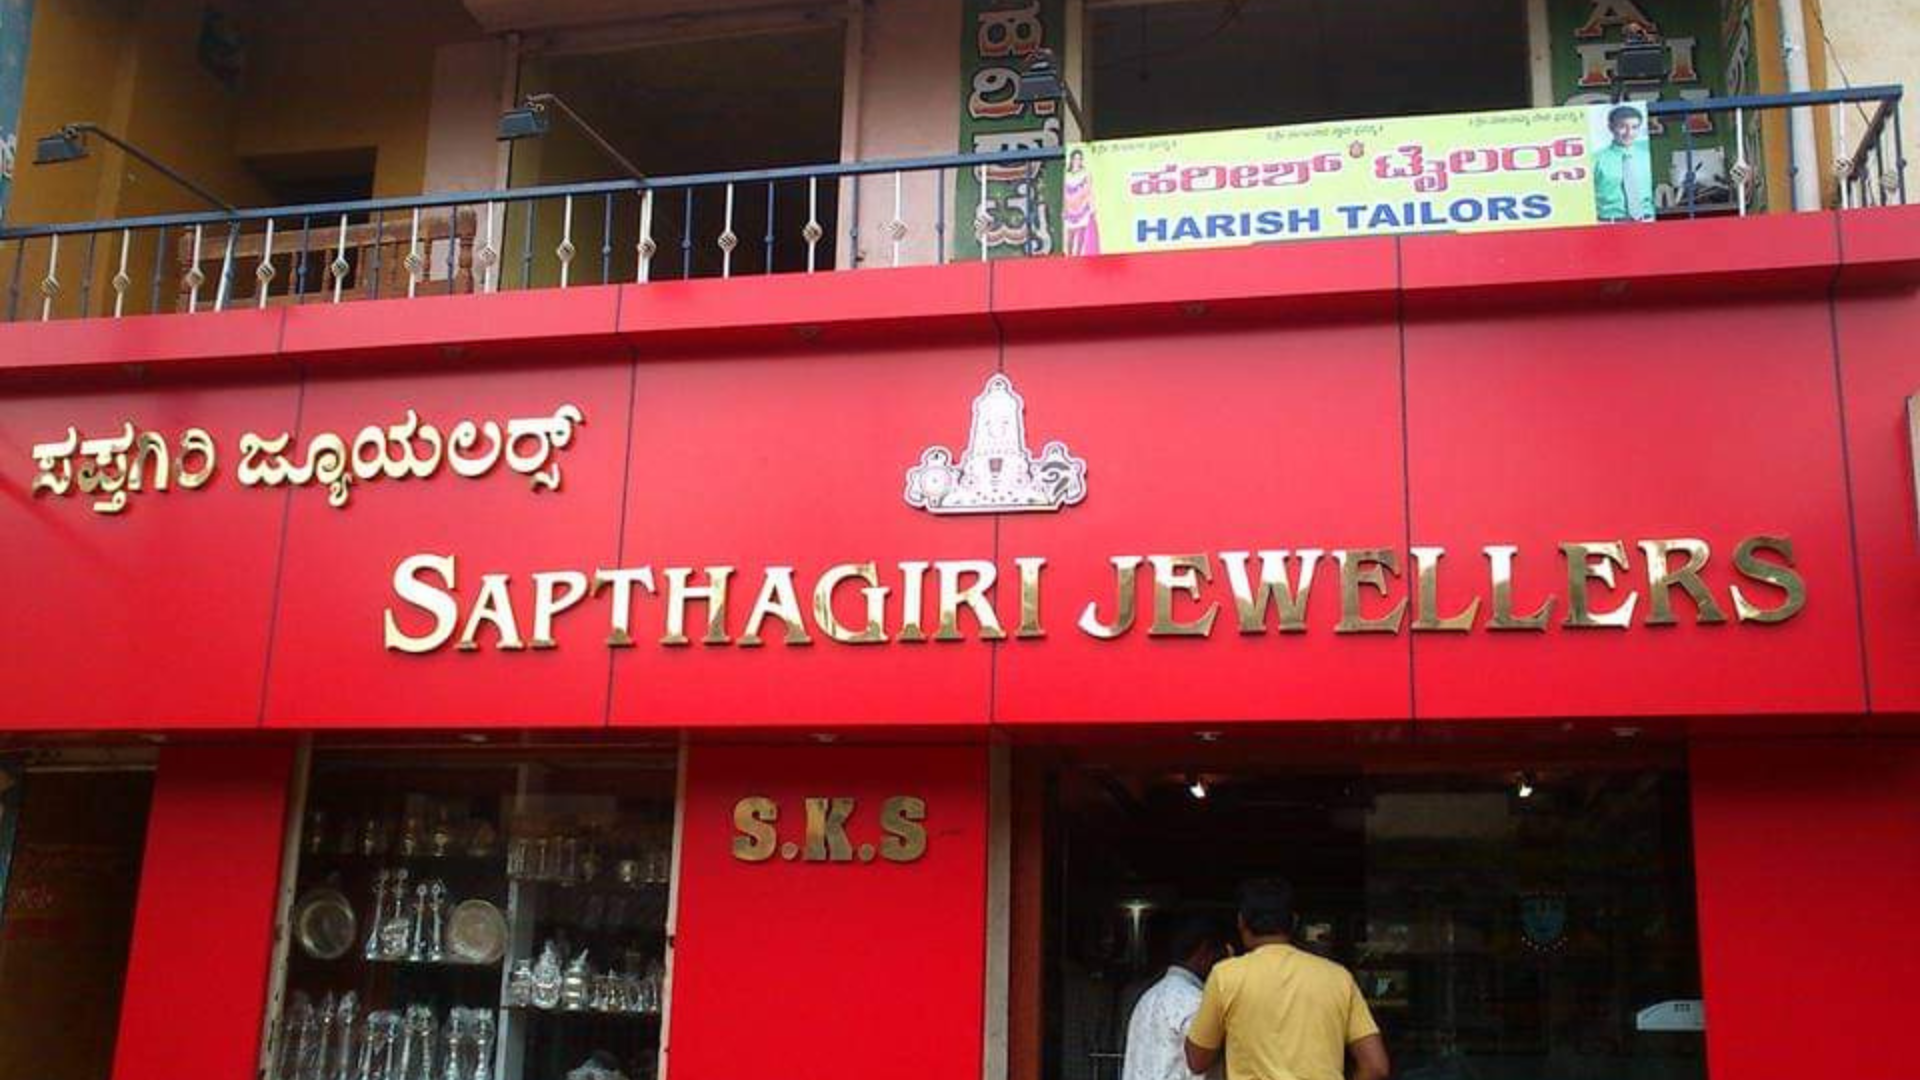 ಹರೀಶ್ ಟೈಲರ್ಸ್
HARISH TAILORS
ಸಪ್ತಗಿರಿ ಜ್ಯೂಯಲರ್ಸ್
SAPTHAGIRI JEWELLERS
S.K.S